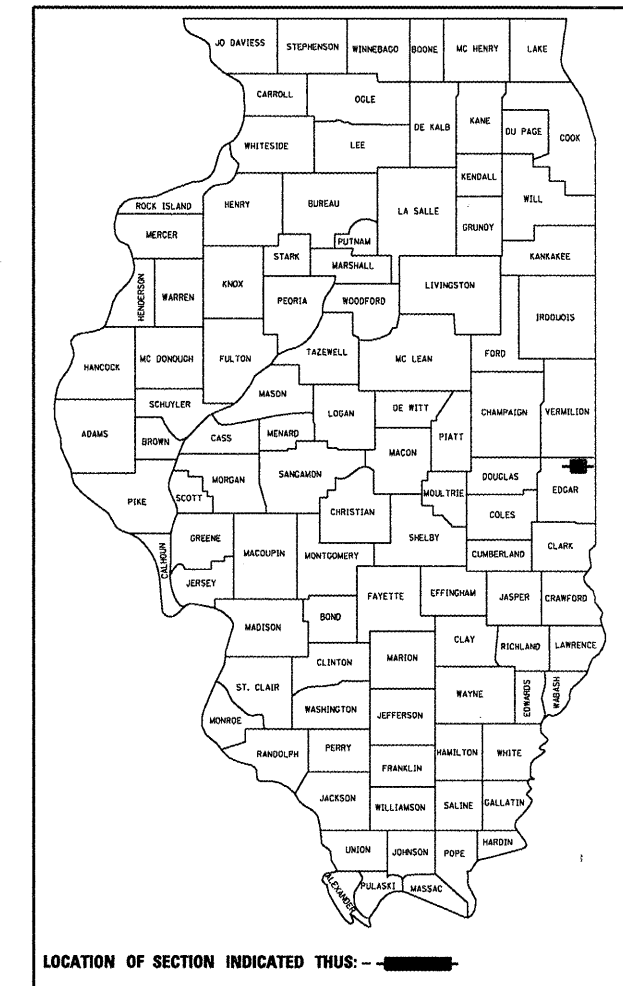 JO DAVIESS
STEPHENSON
WINNEBAGO
BOONE
MC HENRY
LAKE
CARROLL
OGLE
DE KALB
KANE
DU PAGE
COOK
WHITESIDE
LEE
KENDALL
WILL
ROCK ISLAND
HENRY
BUREAU
LA SALLE
GRUNDY
MERCER
PUTNAM
STARK
MARSHALL
KANKAKEE
HENDERSON
WARREN
KNOX
PEORIA
WOODFORD
LIVINGSTON
IROQUOIS
HANCOCK
MC DONOUGH
FULTON
TAZEWELL
MC LEAN
FORD
SCHUYLER
MASON
LOGAN
DE WITT
CHAMPAIGN
VERMILION
ADAMS
BROWN
CASS
MENARD
MACON
PIATT
PIKE
SCOTT
MORGAN
SANGAMON
CHRISTIAN
MOULTRIE
DOUGLAS
EDGAR
COLES
CALHOUN
GREENE
MACOUPIN
MONTGOMERY
SHELBY
CUMBERLAND
CLARK
JERSEY
FAYETTE
EFFINGHAM
JASPER
CRAWFORD
MADISON
BOND
CLAY
RICHLAND
LAWRENCE
CLINTON
MARION
ST. CLAIR
WAYNE
EDWARDS
WABASH
MONROE
WASHINGTON
JEFFERSON
RANDOLPH
PERRY
HAMILTON
WHITE
FRANKLIN
JACKSON
WILLIAMSON
SALINE
GALLATIN
UNION
JOHNSON
POPE
HARDIN
ALEXANDER
PULASKI
MASSAC
LOCATION OF SECTION INDICATED THUS: